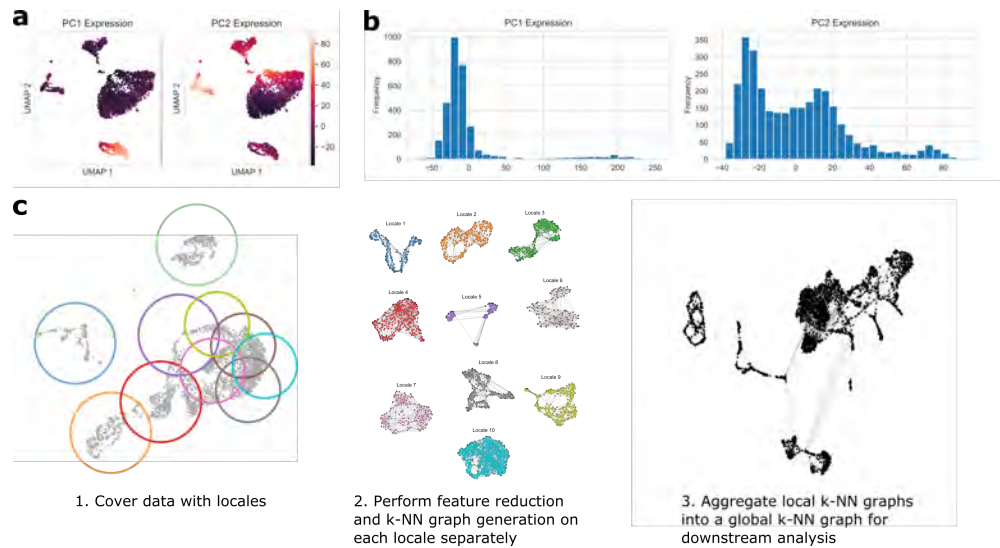 a
PC1 Expression
PC2 Expression
UMAP 2
UMAP 2
UMAP 1
UMAP 1
80
60
40
20
0
−20
b
PC1 Expression
Frequency
1000
800
600
400
200
0
−50
0
50
100
150
200
250
PC2 Expression
Frequency
350
300
250
200
150
100
50
0
−40
−20
0
20
40
60
80
c
Locale 1
Locale 2
Locale 3
Locale 4
Locale 5
Locale 6
Locale 7
Locale 8
Locale 9
Locale 10
1. Cover data with locales
2. Perform feature reduction
and k-NN graph generation on
each locale separately
3. Aggregate local k-NN graphs
into a global k-NN graph for
downstream analysis